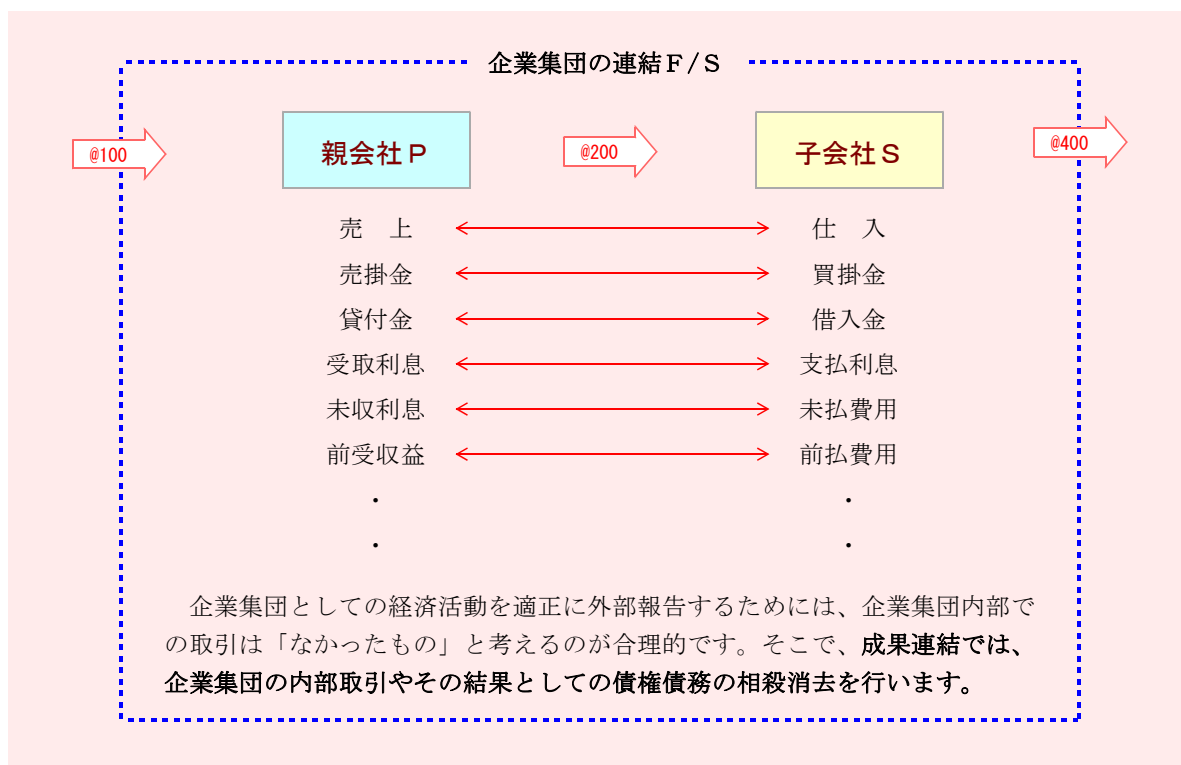 企業集団の連結Ｆ/Ｓ
@100
親会社Ｐ
@200
子会社Ｓ
@400
売　上
仕　入
売掛金
買掛金
貸付金
借入金
受取利息
支払利息
未収利息
未払費用
前受収益
前払費用
・
・
・
・
企業集団としての経済活動を適正に外部報告するためには、企業集団内部で
の取引は「なかったもの」と考えるのが合理的です。そこで、成果連結では、
企業集団の内部取引やその結果としての債権債務の相殺消去を行います。